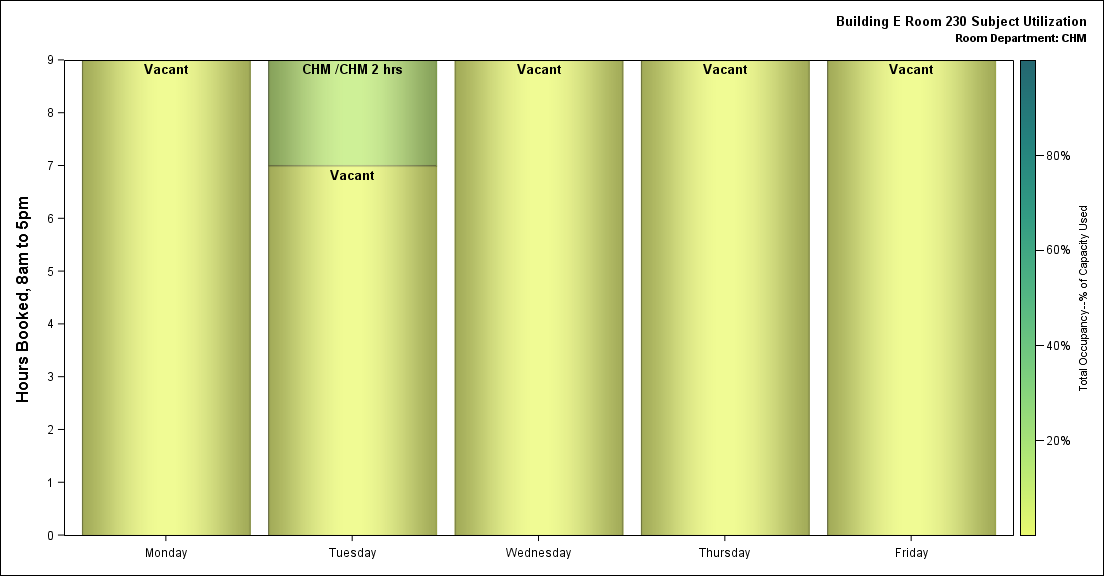 Building E Room 230 Subject Utilization
Room Department: CHM
Hours Booked, 8am to 5pm
9
8
7
6
5
4
3
2
1
0
Vacant
CHM /CHM 2 hrs
Vacant
Vacant
Vacant
Vacant
Monday
Tuesday
Wednesday
Thursday
Friday
80%
60%
40%
20%
Total Occupancy--% of Capacity Used